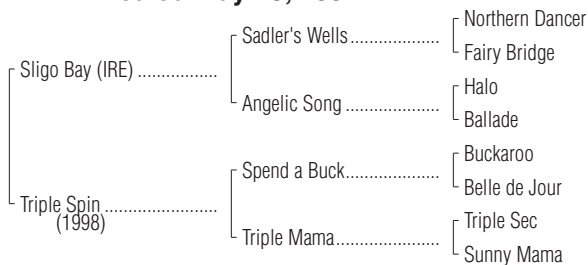 Northern Dancer
Sadler's Wells
Fairy Bridge
Sligo Bay (IRE)
Halo
Angelic Song
Ballade
Buckaroo
Spend a Buck
Belle de Jour
Triple Spin
(1998)
Triple Sec
Triple Mama
Sunny Mama